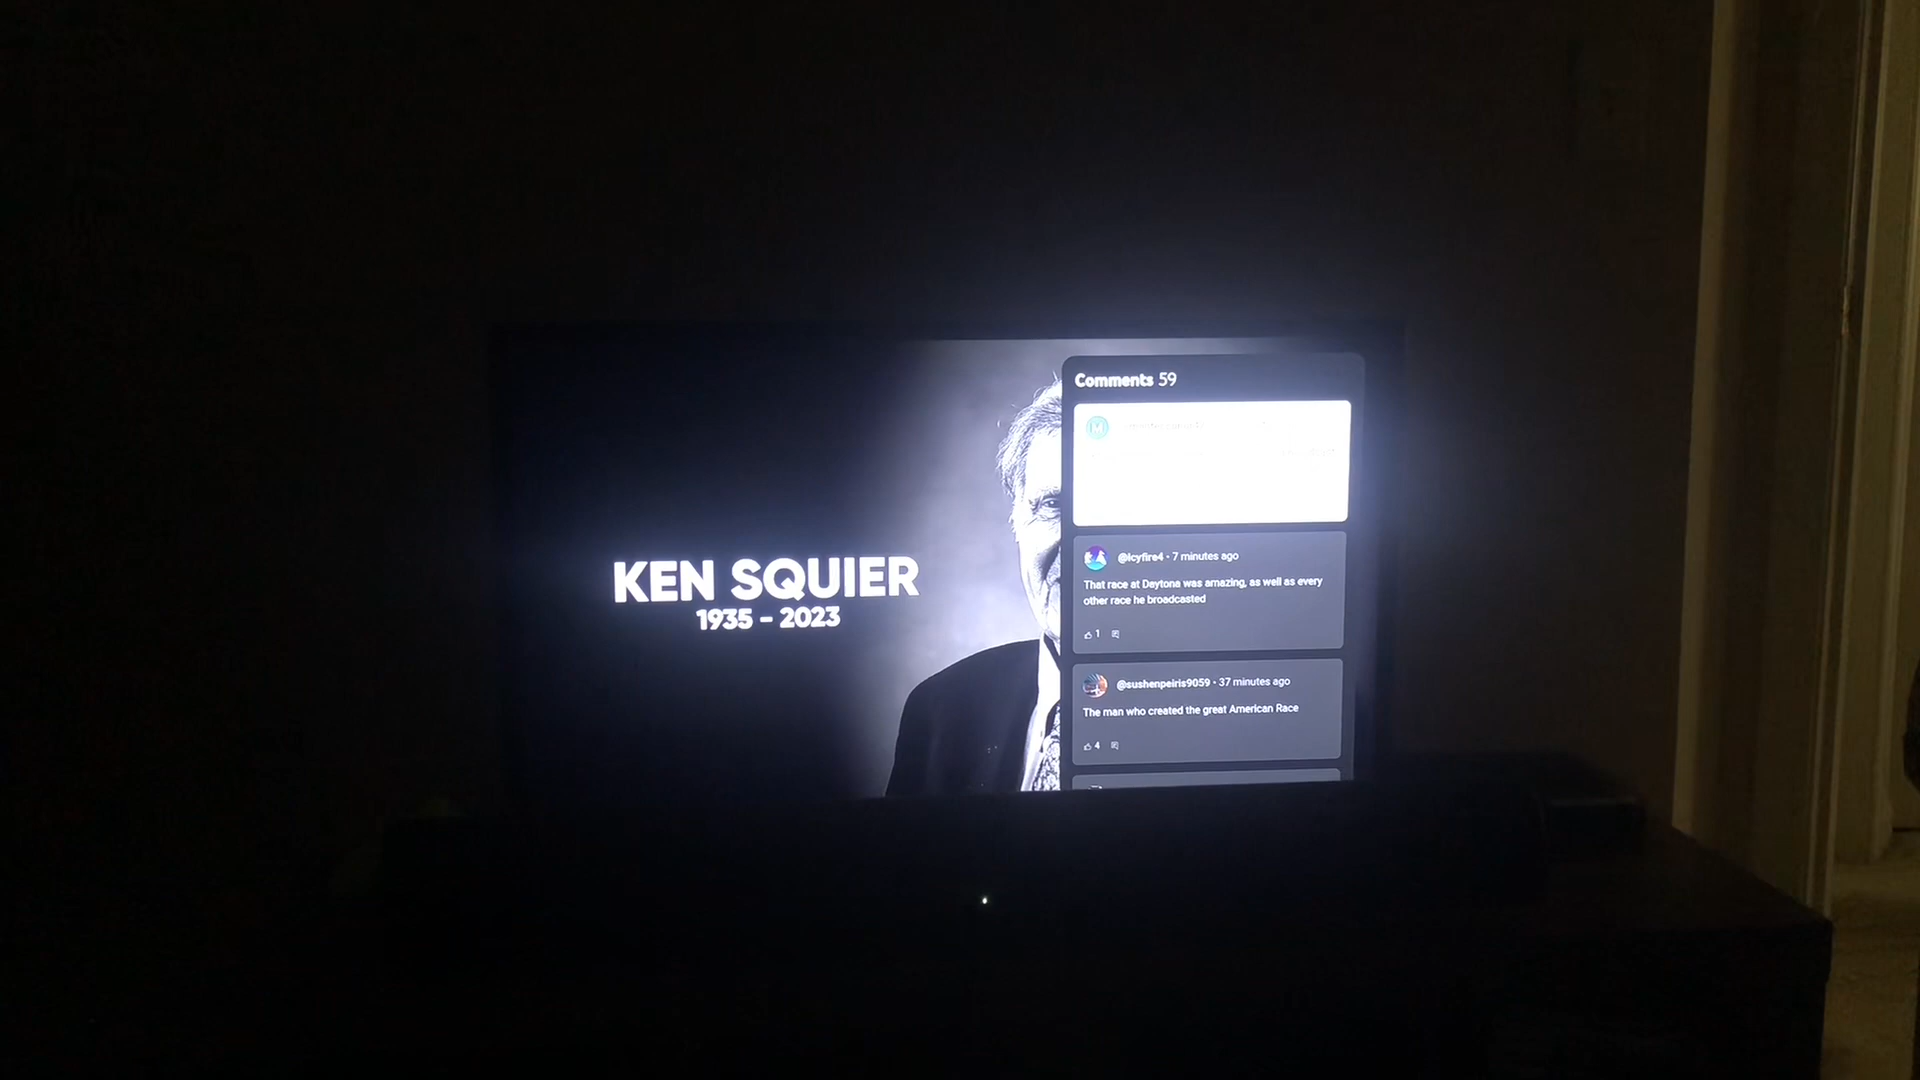 KEN SQUIER
1935 - 2023
Comments 59
M
@Icyfire4 • 7 minutes ago
That race at Daytona was amazing, as well as every
other race he broadcasted
1
@sushenpeiris9059 • 37 minutes ago
The man who created the great American Race
4